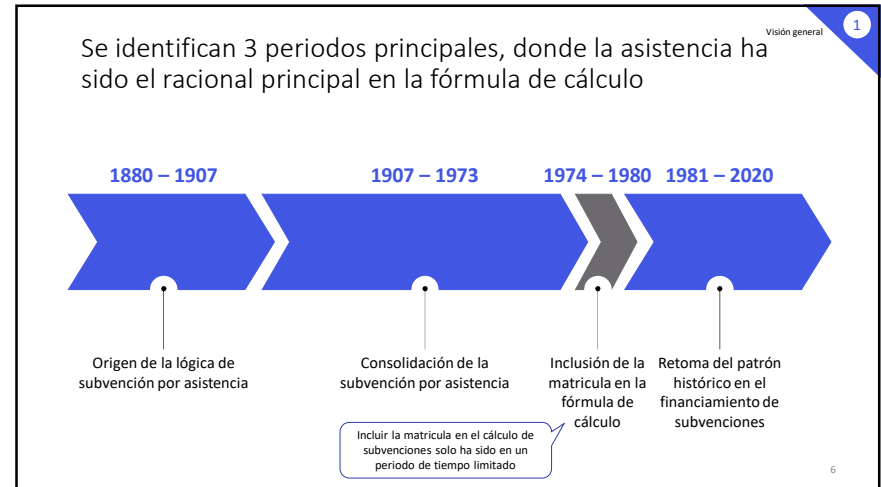 Visión general
1
Se identifican 3 periodos principales, donde la asistencia ha
sido el racional principal en la fórmula de cálculo
1880 – 1907
1907 – 1973
1974 – 1980
1981 – 2020
Origen de la lógica de
subvención por asistencia
Consolidación de la
subvención por asistencia
Inclusión de la
matricula en la
fórmula de
cálculo
Retoma del patrón
histórico en el
financiamiento de
subvenciones
Incluir la matricula en el cálculo de
subvenciones solo ha sido en un
periodo de tiempo limitado
6